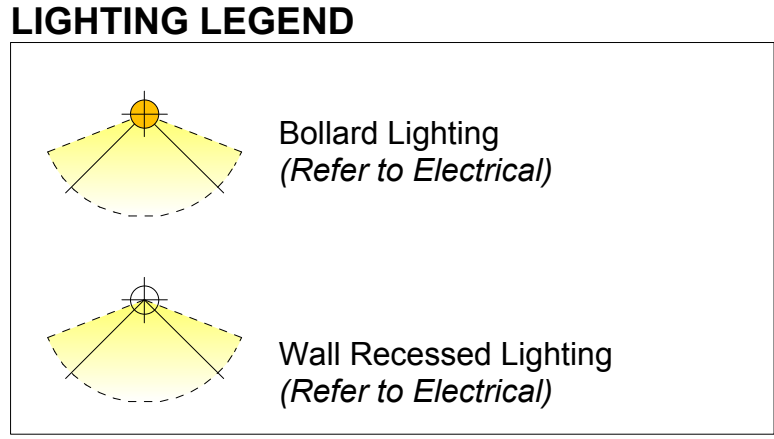 LIGHTING LEGEND
Bollard Lighting
(Refer to Electrical)
Wall Recessed Lighting
(Refer to Electrical)